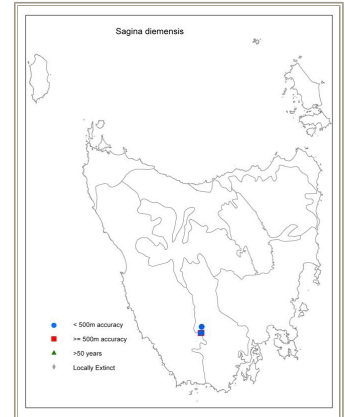 Sagina diemensis
< 500m accuracy
>= 500m accuracy
>50 years
Locally Extinct